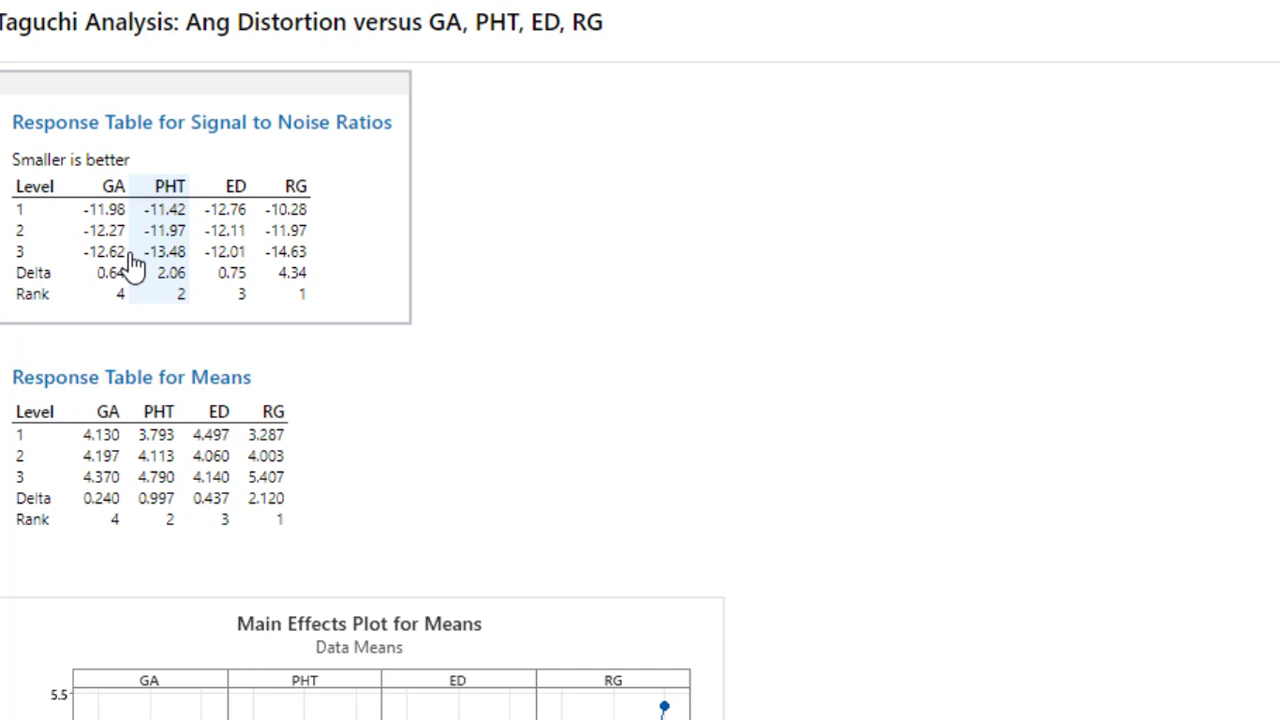 Taguchi Analysis: Ang Distortion versus GA, PHT, ED, RG
Response Table for Signal to Noise Ratios
Smaller is better
Level GA PHT ED RG
1 -11.98 -11.42 -12.76 -10.28
2 -12.27 -11.97 -12.11 -11.97
3 -12.62 -13.48 -12.01 -14.63
Delta 0.64 2.06 0.75 4.34
Rank 4 2 3 1
Response Table for Means
Level GA PHT ED RG
1 4.130 3.793 4.497 3.287
2 4.197 4.113 4.060 4.003
3 4.370 4.790 4.140 5.407
Delta 0.240 0.997 0.437 2.120
Rank 4 2 3 1
Main Effects Plot for Means
Data Means
GA PHT ED RG
5.5